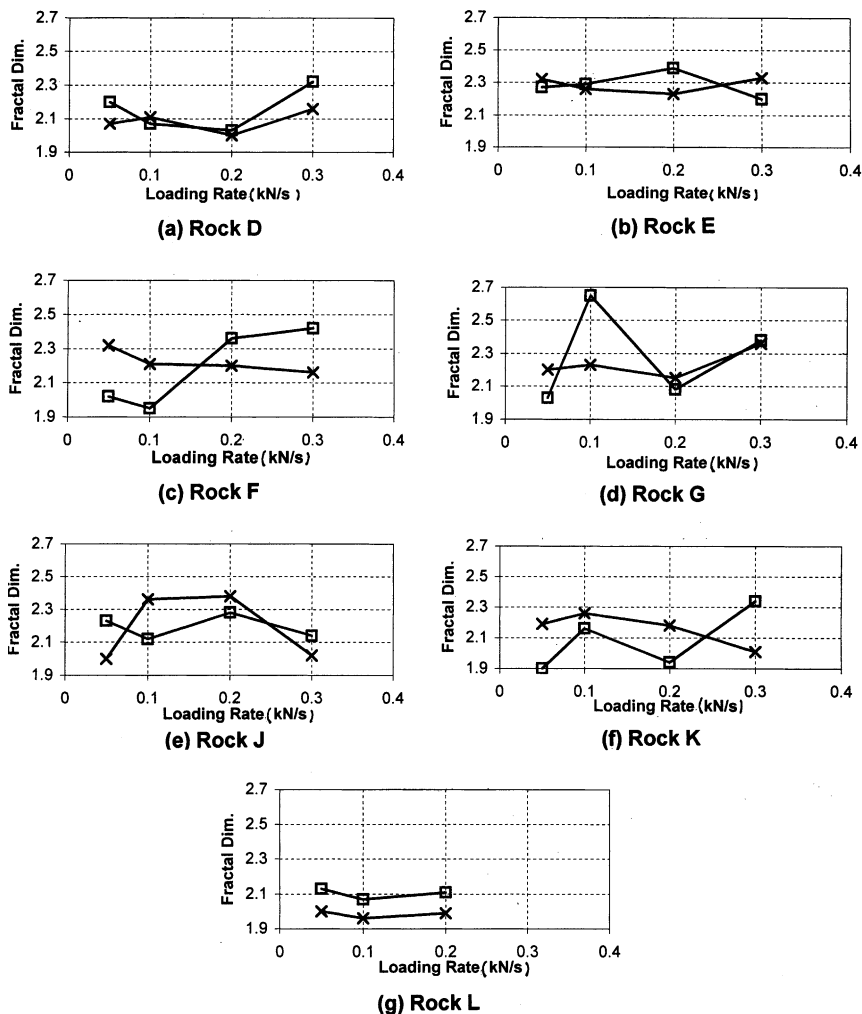 2.7
2.5
2.3
2.1
1.9
Fractal Dim.
0 0.1 0.2 0.3 0.4
Loading Rate(kN/s)
(a) Rock D
2.7
2.5
2.3
2.1
1.9
Fractal Dim.
0 0.1 0.2 0.3 0.4
Loading Rate(kN/s)
(b) Rock E
2.7
2.5
2.3
2.1
1.9
Fractal Dim.
0 0.1 0.2 0.3 0.4
Loading Rate(kN/s)
(c) Rock F
2.7
2.5
2.3
2.1
1.9
Fractal Dim.
0 0.1 0.2 0.3 0.4
Loading Rate(kN/s)
(d) Rock G
2.7
2.5
2.3
2.1
1.9
Fractal Dim.
0 0.1 0.2 0.3 0.4
Loading Rate(kN/s)
(e) Rock J
2.7
2.5
2.3
2.1
1.9
Fractal Dim.
0 0.1 0.2 0.3 0.4
Loading Rate(kN/s)
(f) Rock K
2.7
2.5
2.3
2.1
1.9
Fractal Dim.
0 0.1 0.2 0.3 0.4
Loading Rate(kN/s)
(g) Rock L